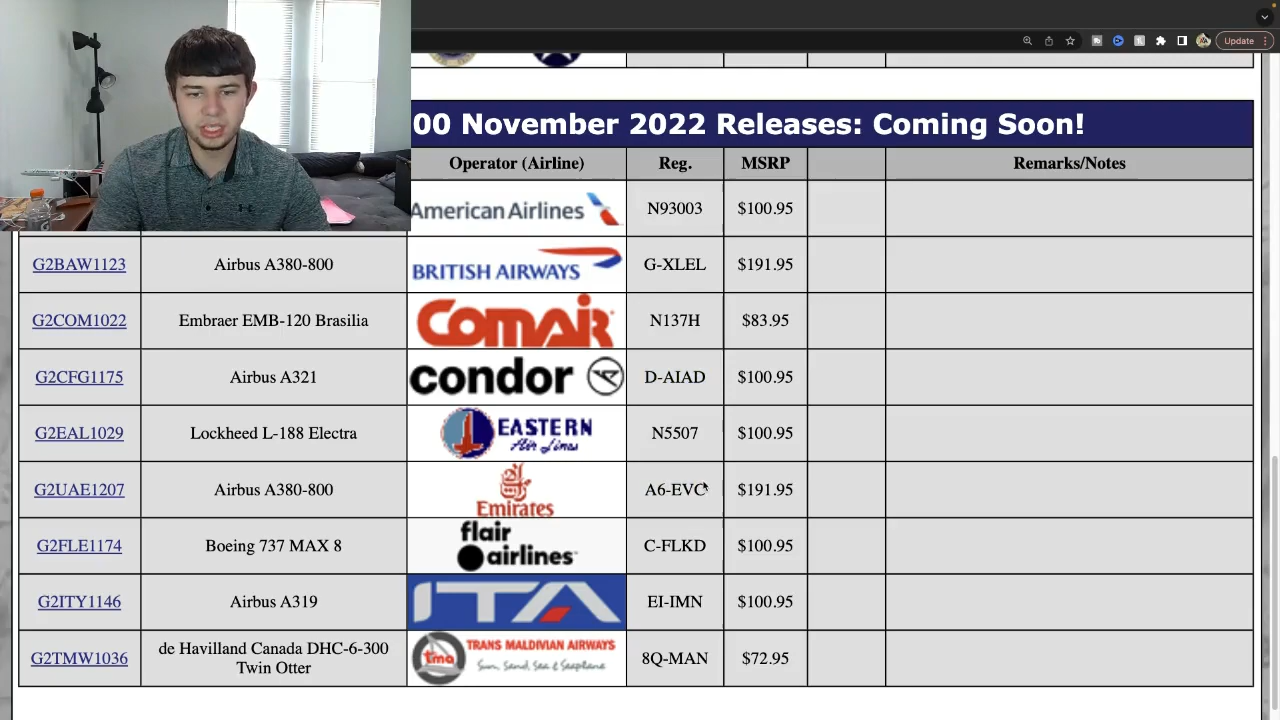 Update
00 November 2022 Releases: Coming Soon!
Operator (Airline) Reg. MSRP Remarks/Notes
American Airlines N93003 $100.95
G2BAW1123 Airbus A380-800 BRITISH AIRWAYS G-XLEL $191.95
G2COM1022 Embraer EMB-120 Brasilia COMAIR N137H $83.95
G2CFG1175 Airbus A321 condor D-AIAD $100.95
G2EAL1029 Lockheed L-188 Electra EASTERN Air Lines N5507 $100.95
G2UAE1207 Airbus A380-800 Emirates A6-EVC $191.95
G2FLE1174 Boeing 737 MAX 8 flair airlines C-FLKD $100.95
G2ITY1146 Airbus A319 ITA EI-IMN $100.95
G2TMW1036 de Havilland Canada DHC-6-300 Twin Otter tma TRANS MALDIVIAN AIRWAYS Sun, Sand, Sea & Seaplane 8Q-MAN $72.95